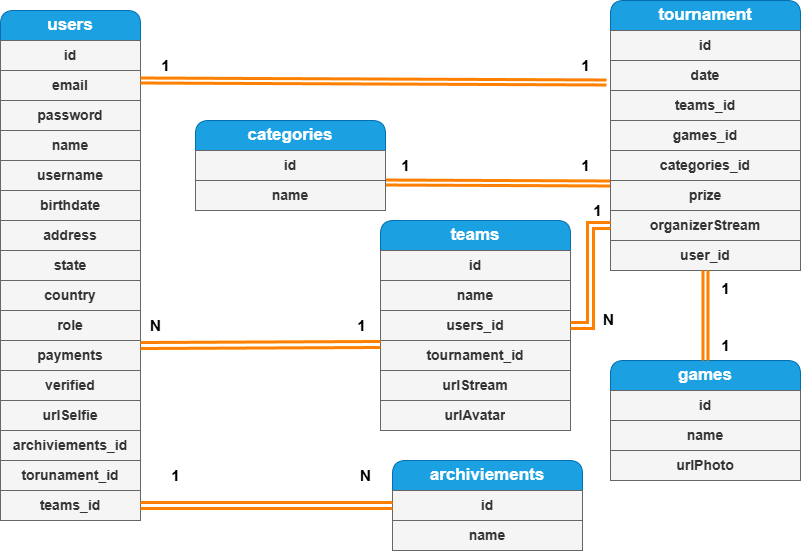 users
id
email
password
name
username
birthdate
address
state
country
role
payments
verified
urlSelfie
archiviements_id
torunament_id
teams_id
1
1
tournament
id
date
teams_id
games_id
categories_id
prize
organizerStream
user_id
categories
id
name
1
1
teams
id
name
users_id
tournament_id
urlStream
urlAvatar
1
N
N
1
1
1
games
id
name
urlPhoto
1
N
archiviements
id
name